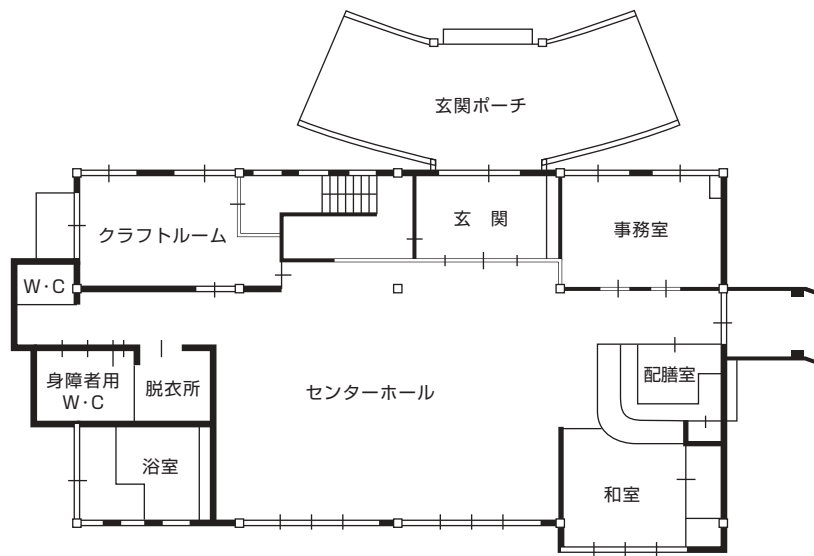 玄関ポーチ
クラフトルーム
玄 関
事務室
W・C
身障者用
W・C
脱衣所
センターホール
配膳室
浴室
和室